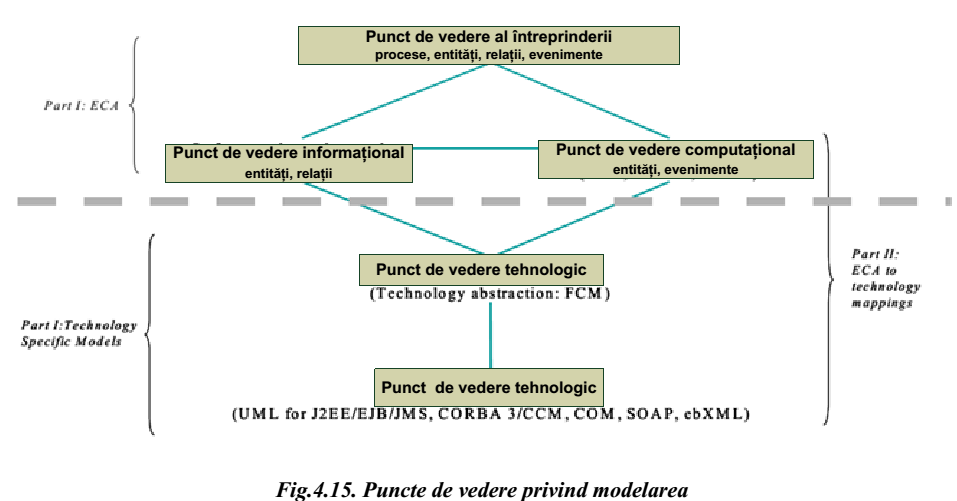 Punct de vedere al întreprinderii
procese, entități, relații, evenimente
Part I: ECA
Punct de vedere informațional
entități, relații
Punct de vedere computațional
entități, evenimente
Punct de vedere tehnologic
(Technology abstraction: FCM)
Part II:
ECA to
technology
mappings
Part I:Technology
Specific Models
Punct de vedere tehnologic
(UML for J2EE/EJB/JMS, CORBA 3/CCM, COM, SOAP, ebXML)
Fig.4.15. Puncte de vedere privind modelarea